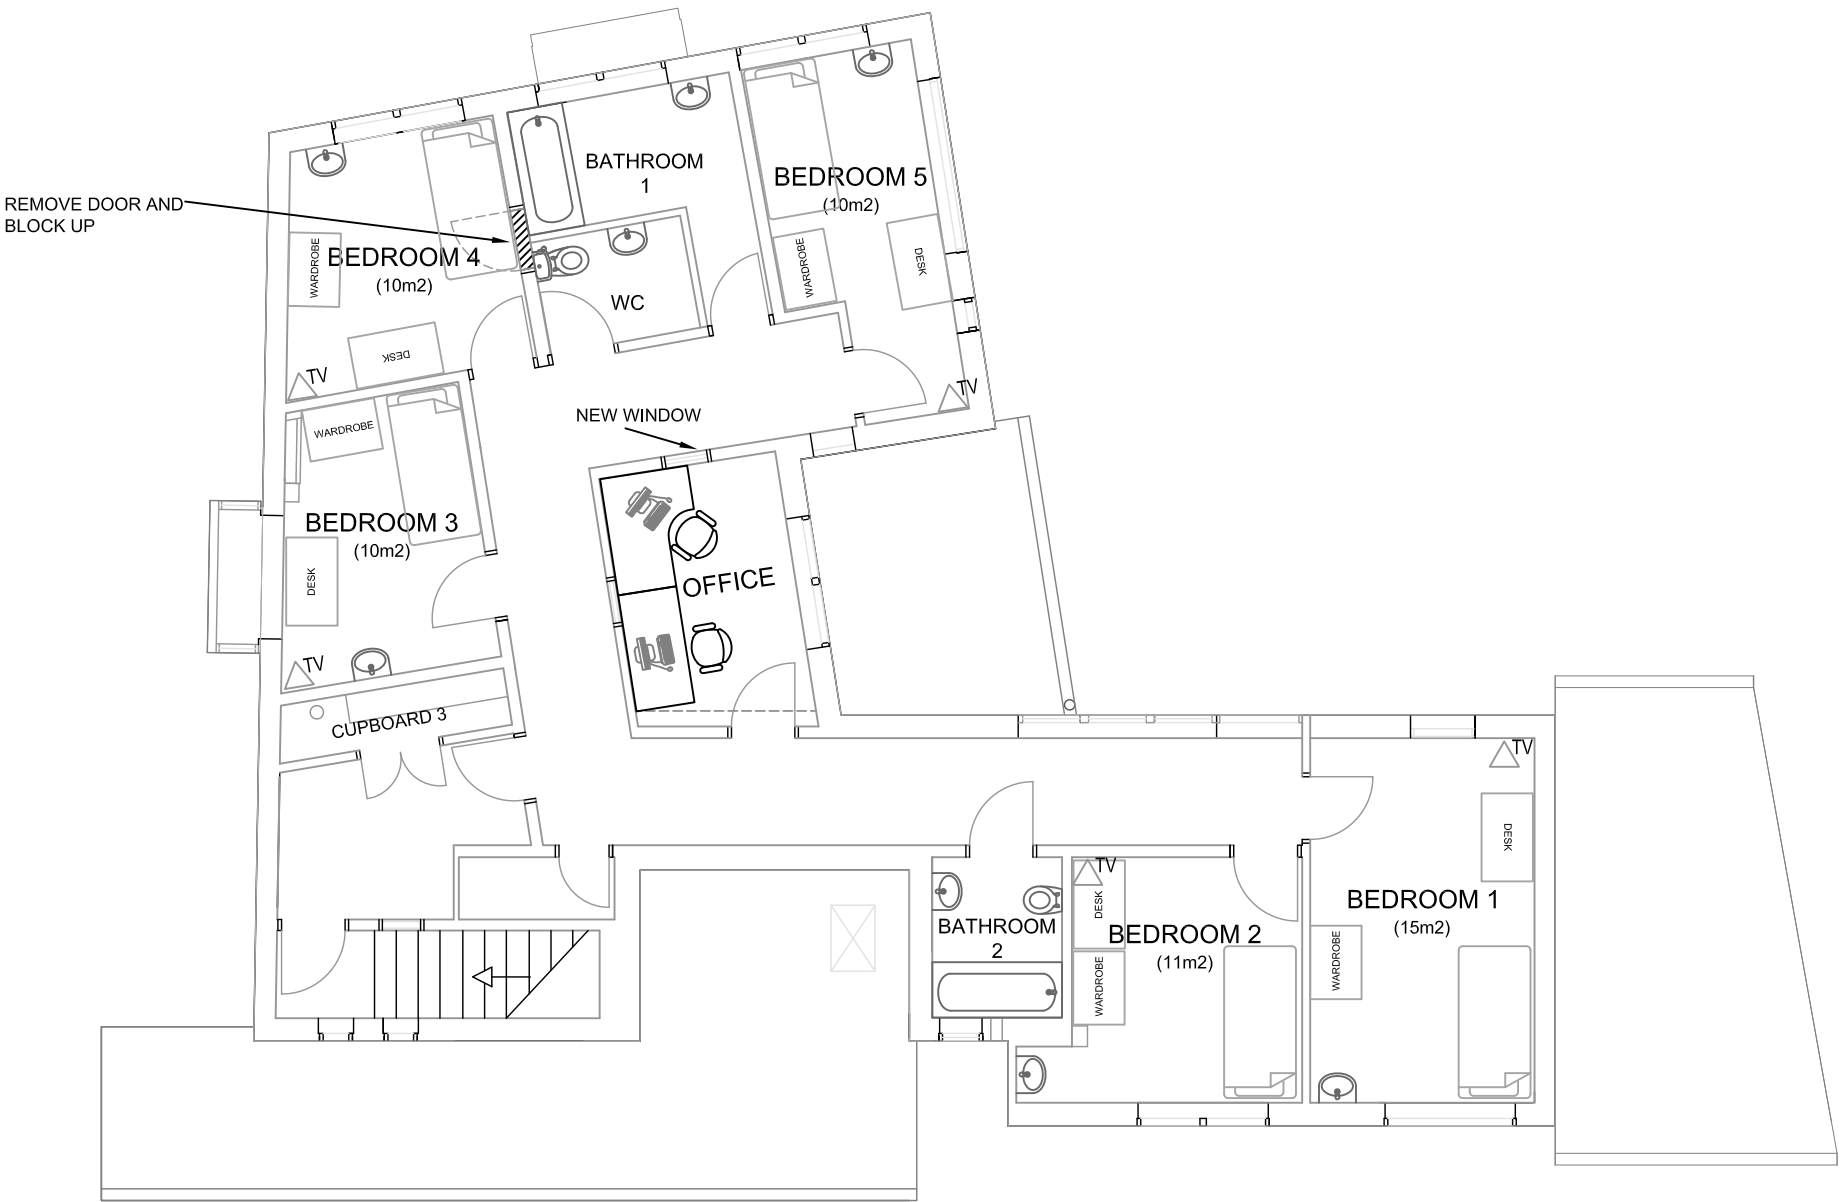 BATHROOM
1
BEDROOM 5
(10m2)
REMOVE DOOR AND
BLOCK UP
WARDROBE
BEDROOM 4
(10m2)
WARDROBE
DESK
WC
DESK
TV
TV
NEW WINDOW
WARDROBE
BEDROOM 3
(10m2)
DESK
OFFICE
TV
CUPBOARD 3
TV
DESK
TV
DESK
BEDROOM 1
(15m2)
BATHROOM
2
BEDROOM 2
(11m2)
WARDROBE
WARDROBE